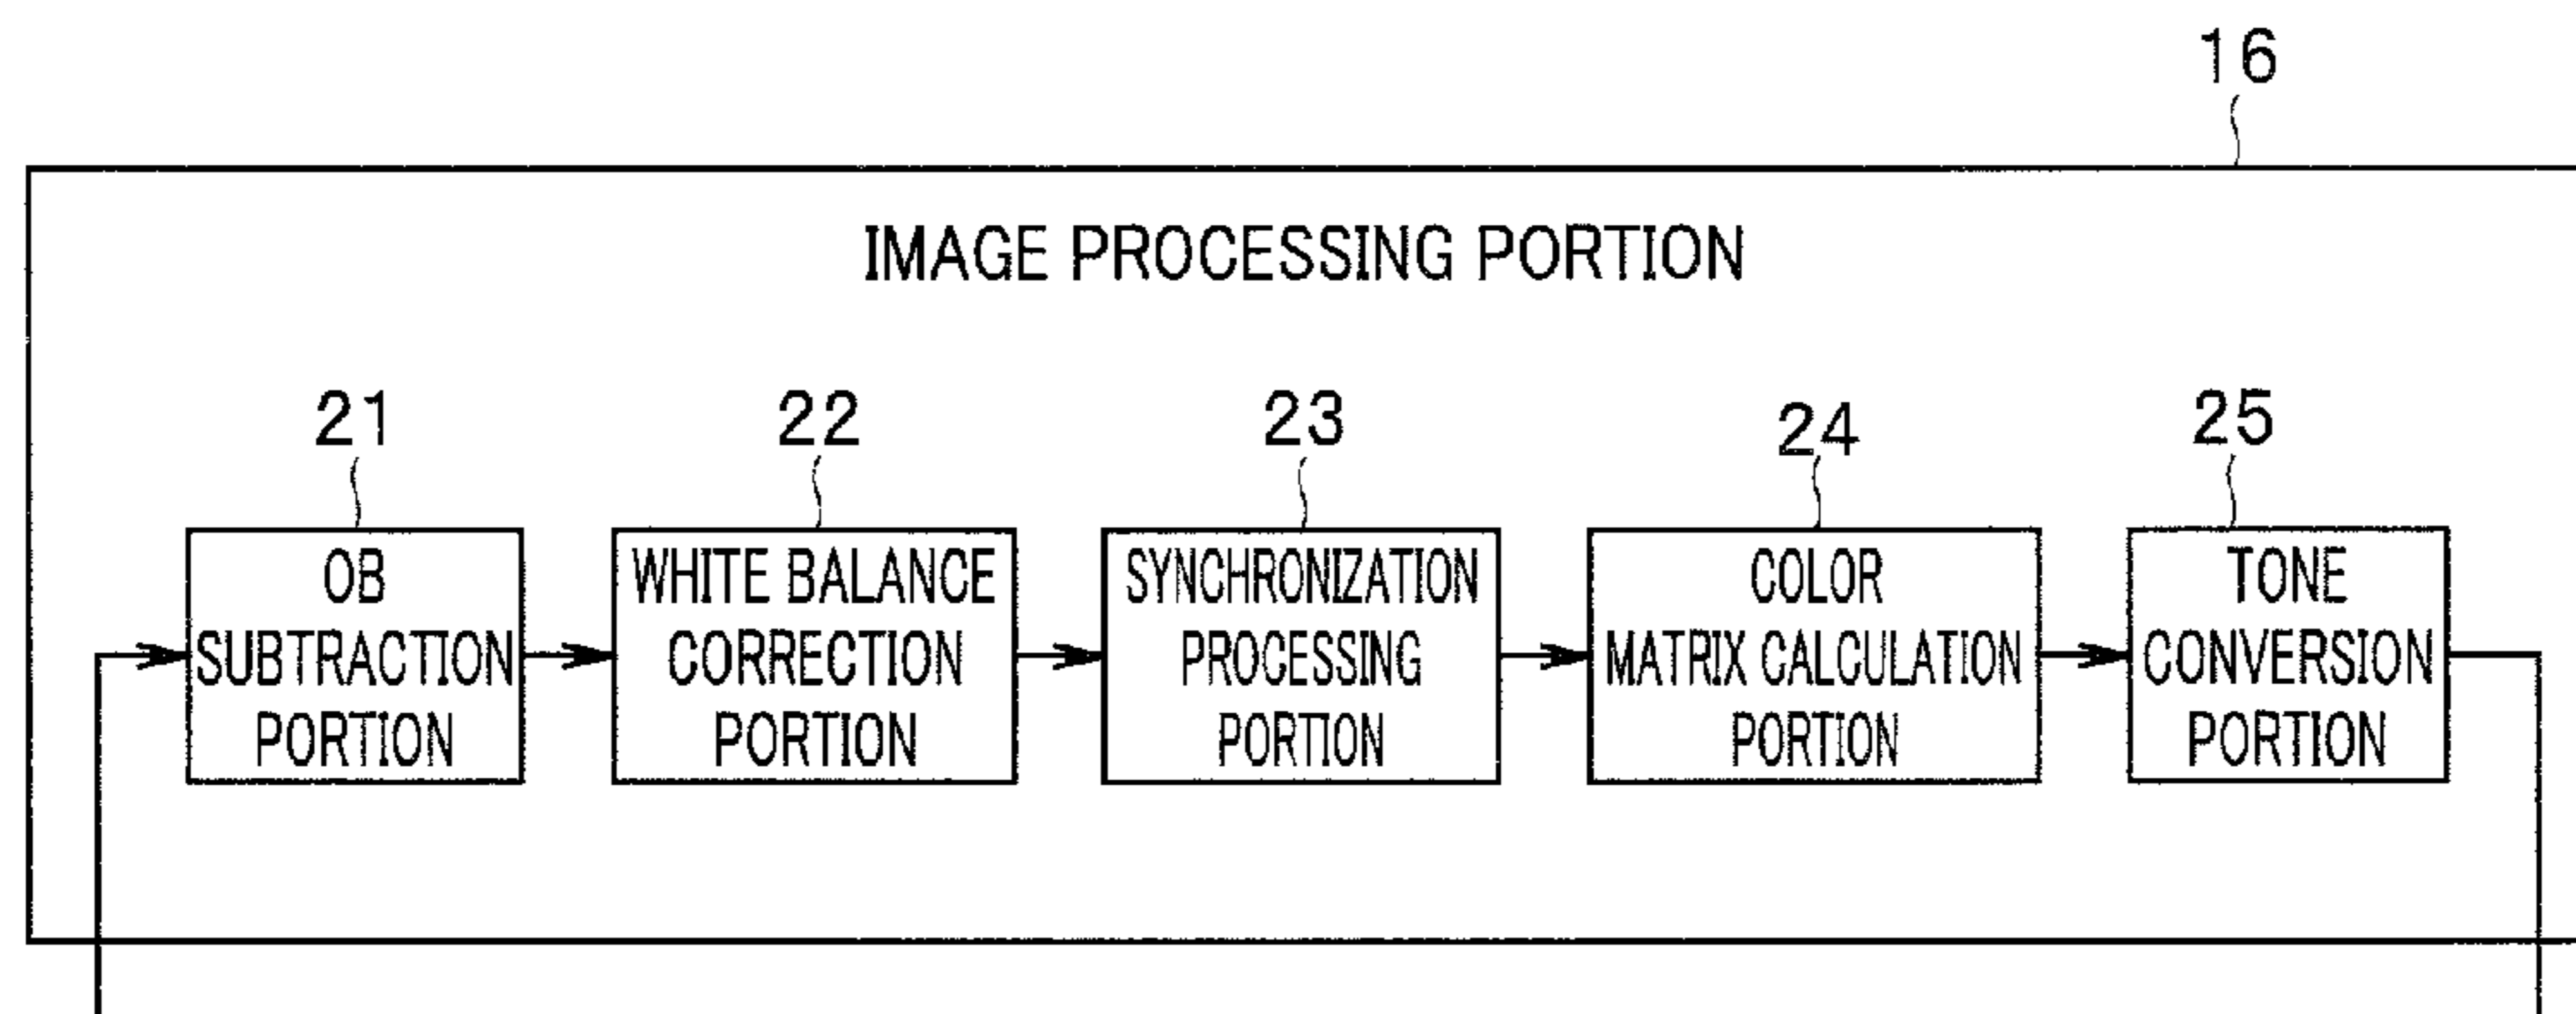 16
IMAGE PROCESSING PORTION
21
22
23
24
25
OB
SUBTRACTION
PORTION
WHITE BALANCE
CORRECTION
PORTION
SYNCHRONIZATION
PROCESSING
PORTION
COLOR
MATRIX CALCULATION
PORTION
TONE
CONVERSION
PORTION